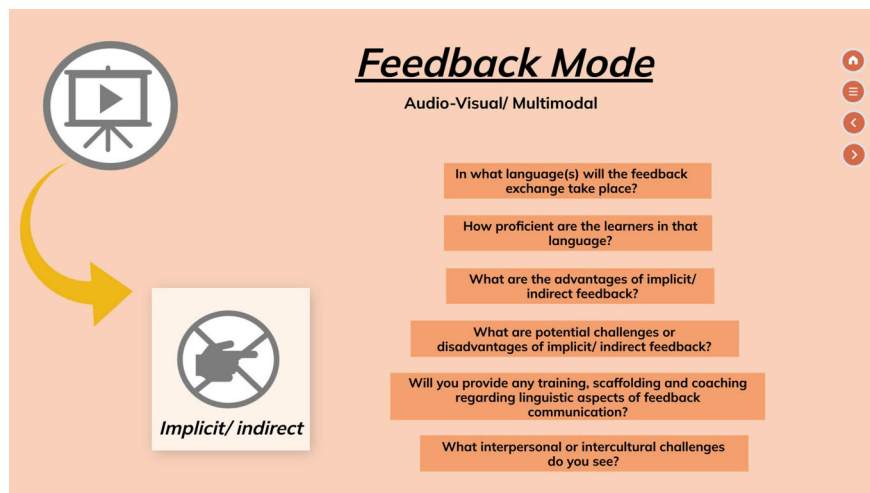 Feedback Mode
Audio-Visual/ Multimodal
In what language(s) will the feedback
exchange take place?
How proficient are the learners in that
language?
What are the advantages of implicit/
indirect feedback?
What are potential challenges or
disadvantages of implicit/ indirect feedback?
Will you provide any training, scaffolding and coaching
regarding linguistic aspects of feedback
communication?
What interpersonal or intercultural challenges
do you see?
Implicit/ indirect